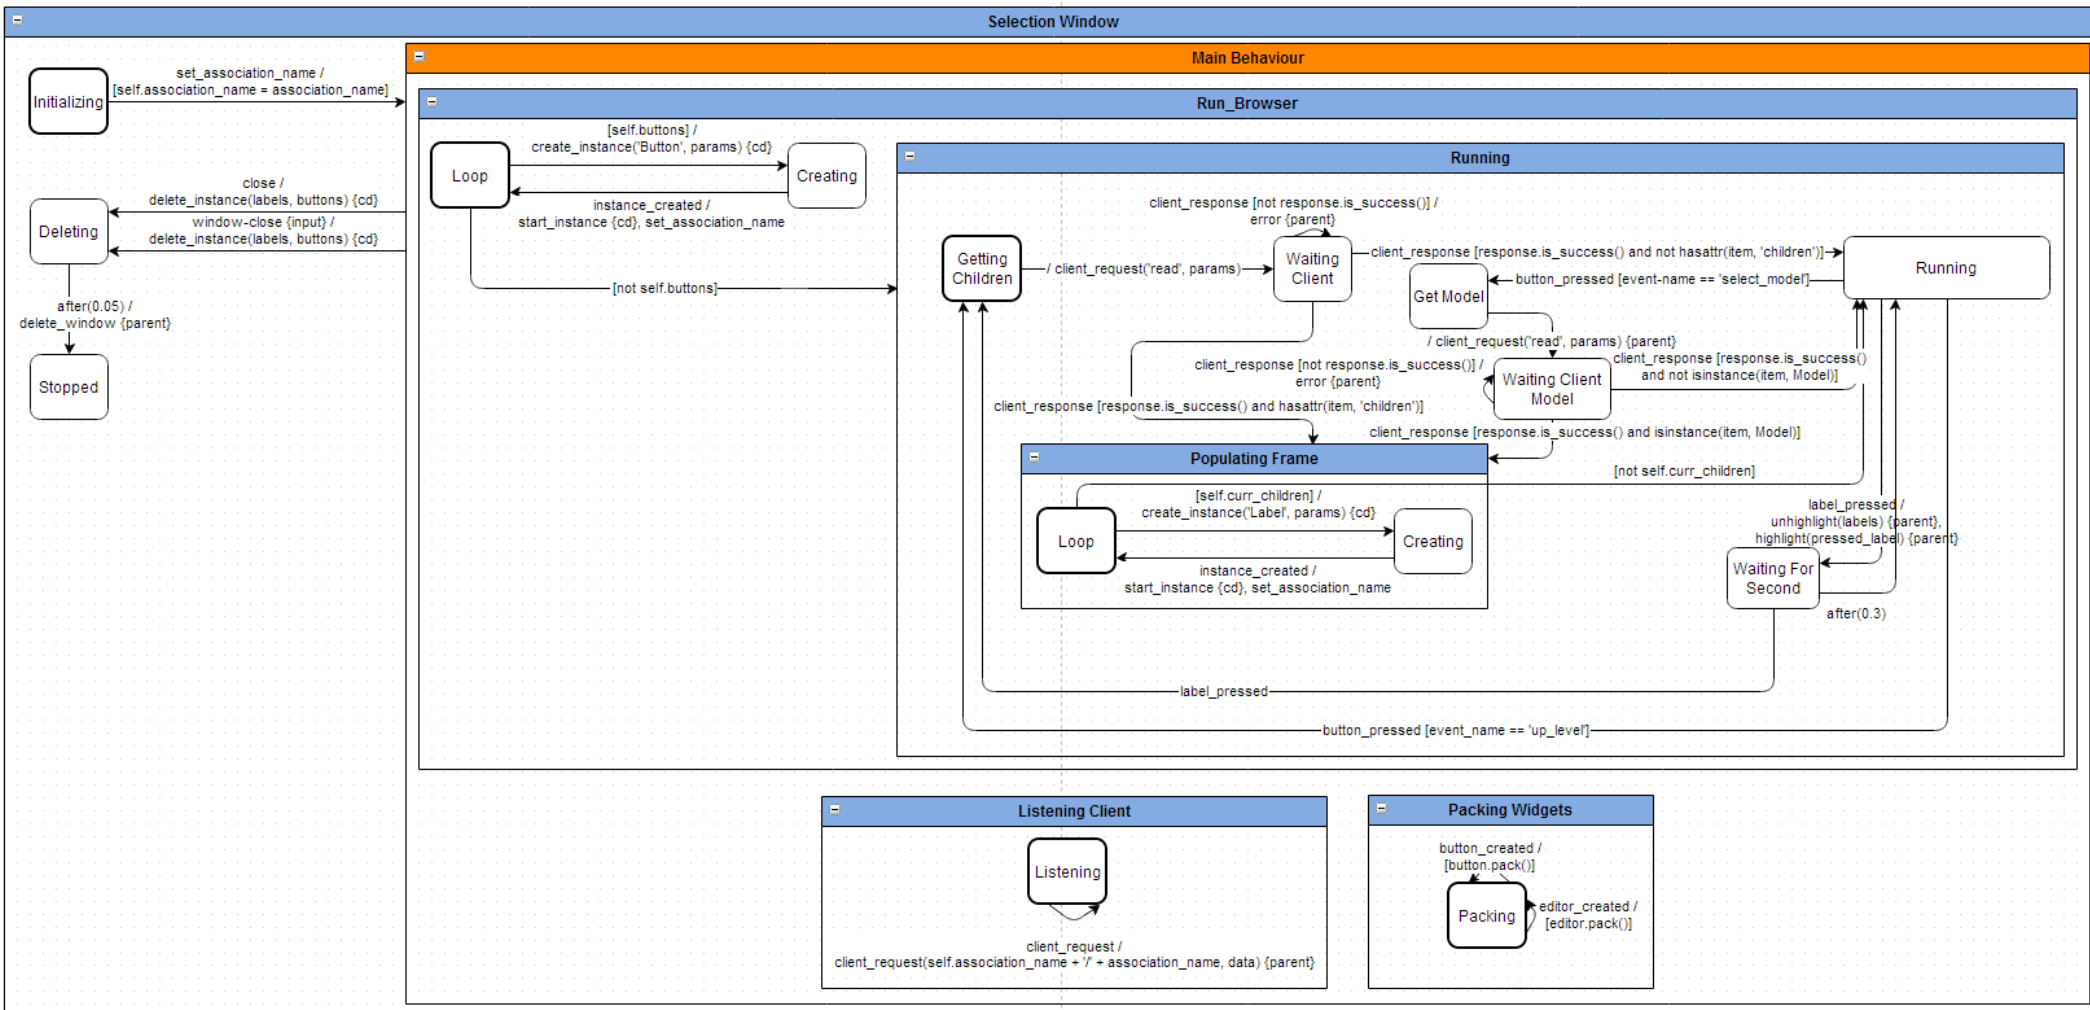 Selection Window
Main Behaviour
Initializing
set_association_name /
[self.association_name = association_name]
close /
delete_instance(labels, buttons) {cd}
window-close {input} /
delete_instance(labels, buttons) {cd}
Deleting
after(0.05) /
delete_window {parent}
Stopped
Run_Browser
Loop
[self.buttons] /
create_instance('Button', params) {cd}
Creating
instance_created /
start_instance {cd}, set_association_name
[not self.buttons]
Running
Getting
Children
/ client_request('read', params)
client_response [not response.is_success()] /
error {parent}
Waiting
Client
client_response [response.is_success() and not hasattr(item, 'children')]
Running
button_pressed [event-name == 'select_model']
Get Model
/ client_request('read', params) {parent}
client_response [not response.is_success()] /
error {parent}
Waiting Client
Model
client_response [response.is_success()
and not isinstance(item, Model)]
client_response [response.is_success() and hasattr(item, 'children')]
client_response [response.is_success() and isinstance(item, Model)]
Populating Frame
[not self.curr_children]
Loop
[self.curr_children] /
create_instance('Label', params) {cd}
Creating
instance_created /
start_instance {cd}, set_association_name
label_pressed /
unhighlight(labels) {parent},
highlight(pressed_label) {parent}
Waiting For
Second
after(0.3)
label_pressed
button_pressed [event_name == 'up_level']
Listening Client
Listening
client_request /
client_request(self.association_name + '/' + association_name, data) {parent}
Packing Widgets
button_created /
[button.pack()]
Packing
editor_created /
[editor.pack()]